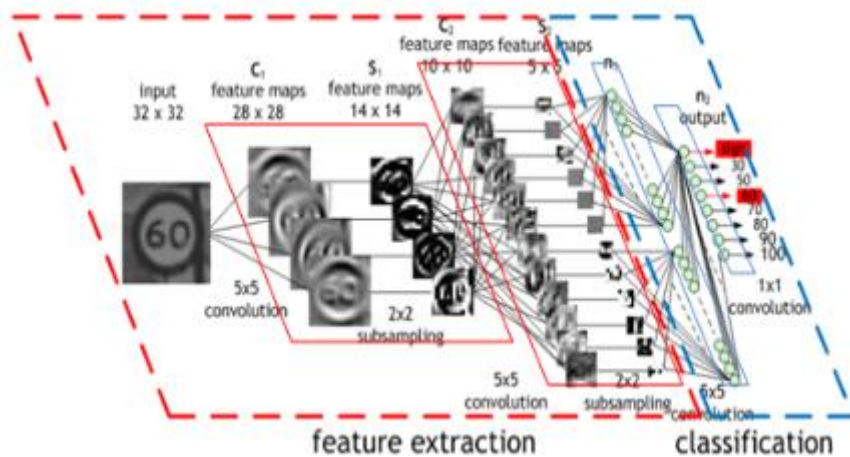 C₁
feature maps
28 x 28
S₁
feature maps
14 x 14
C₂
feature maps
10 x 10
S₂
feature maps
5 x 5
n₁
n₂
output
input
32 x 32
60
30
50
60
70
80
90
100
5x5
convolution
2x2
subsampling
5x5
convolution
2x2
subsampling
convolution
1x1
convolution
feature extraction
classification